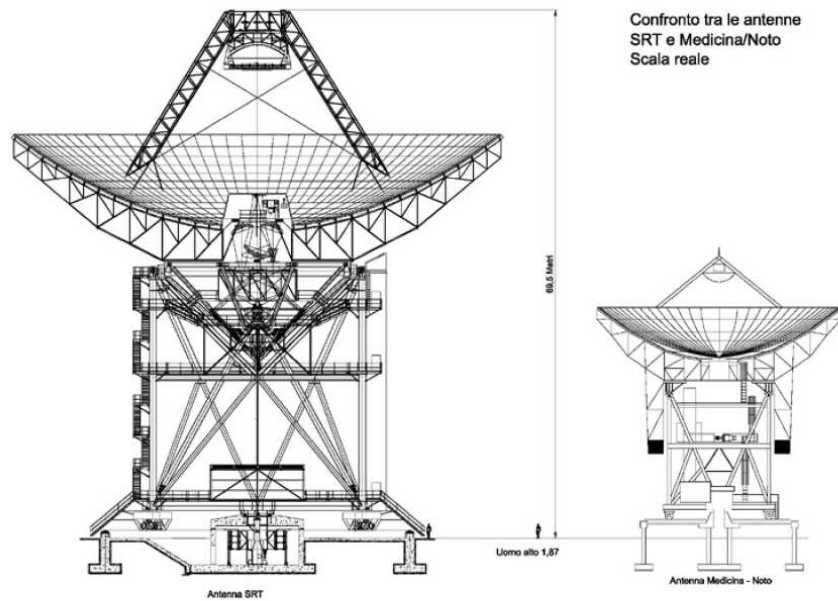 Confronto tra le antenne
SRT e Medicina/Noto
Scala reale
69,5 Metri
Uomo alto 1,87
Antenna SRT
Antenna Medicina - Noto